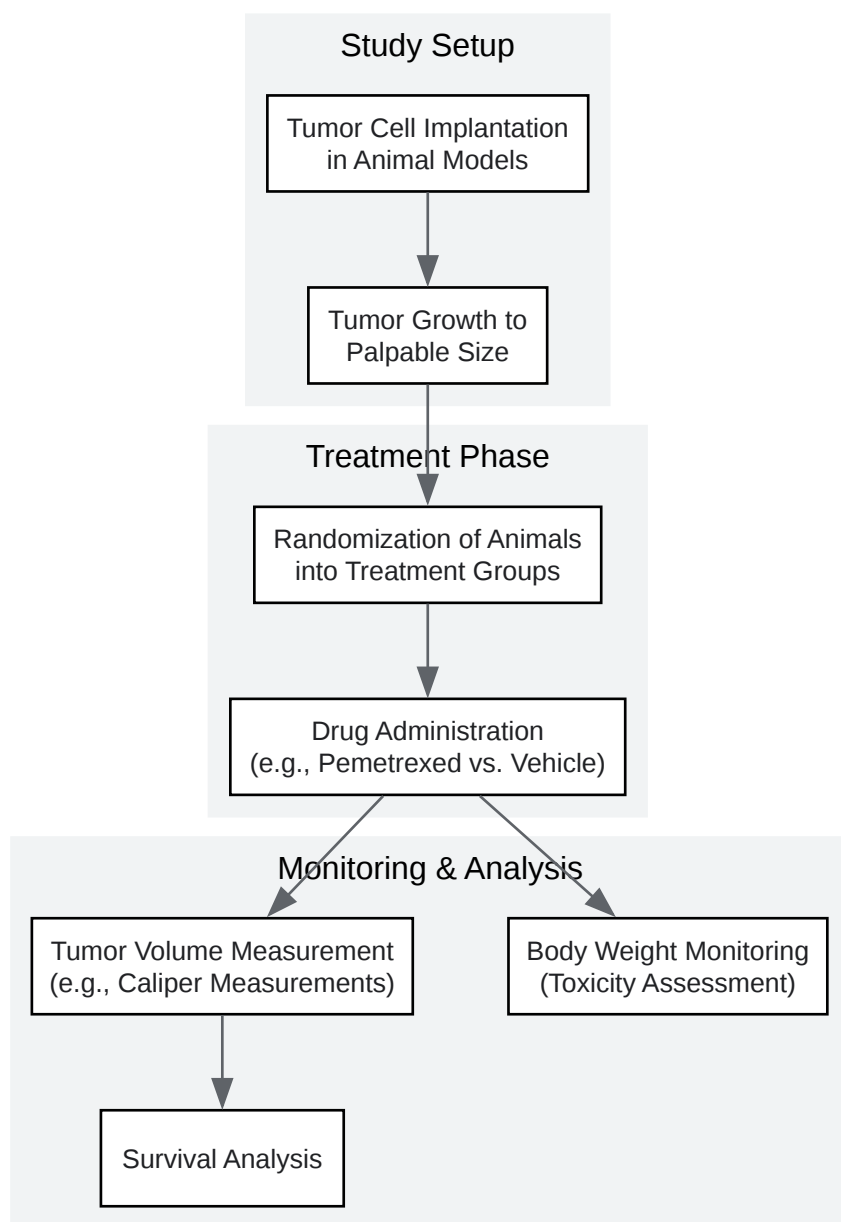 Study Setup
Tumor Cell Implantation
in Animal Models
Tumor Growth to
Palpable Size
Treatment Phase
Randomization of Animals
into Treatment Groups
Drug Administration
(e.g., Pemetrexed vs. Vehicle)
Monitoring & Analysis
Tumor Volume Measurement
(e.g., Caliper Measurements)
Body Weight Monitoring
(Toxicity Assessment)
Survival Analysis